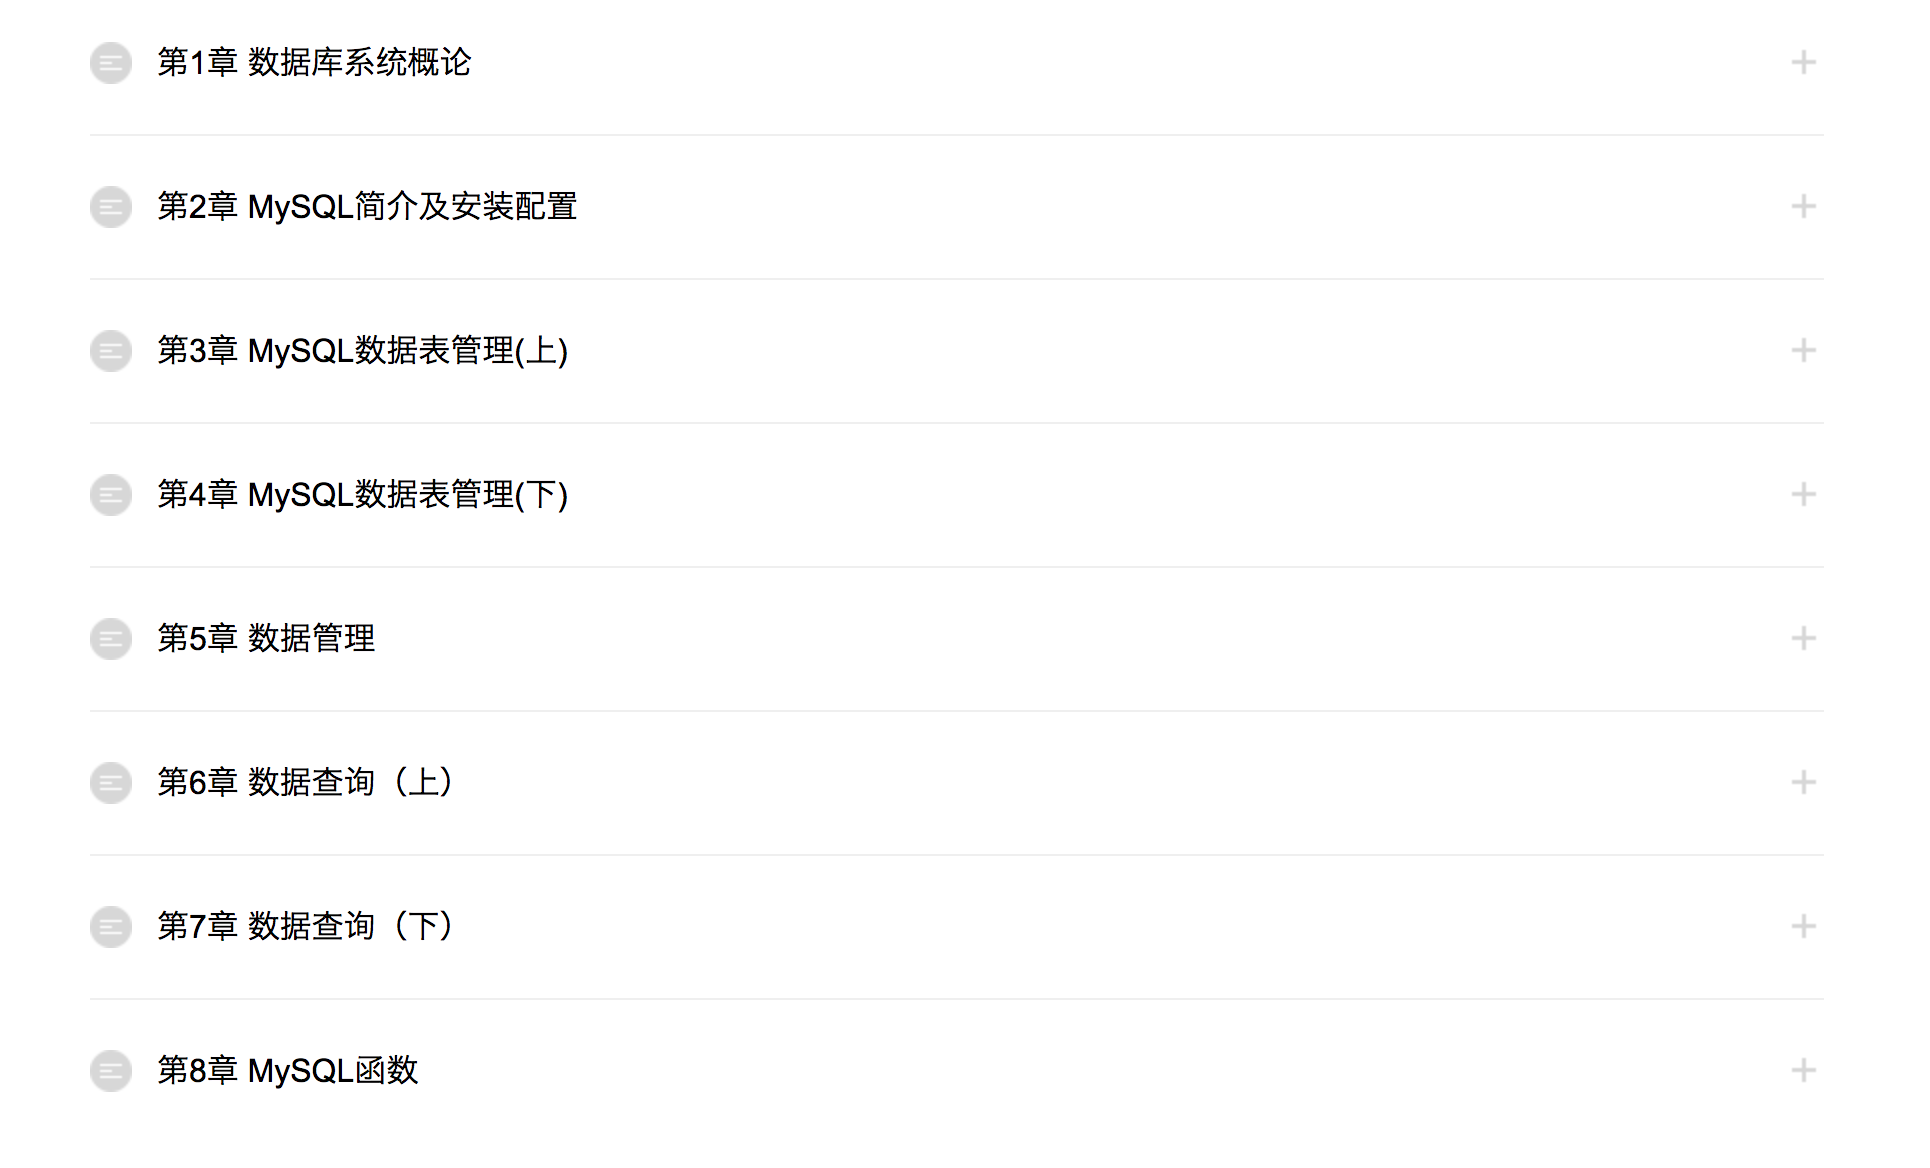 第1章 数据库系统概论
第2章 MySQL简介及安装配置
第3章 MySQL数据表管理(上)
第4章 MySQL数据表管理(下)
第5章 数据管理
第6章 数据查询（上）
第7章 数据查询（下）
第8章 MySQL函数